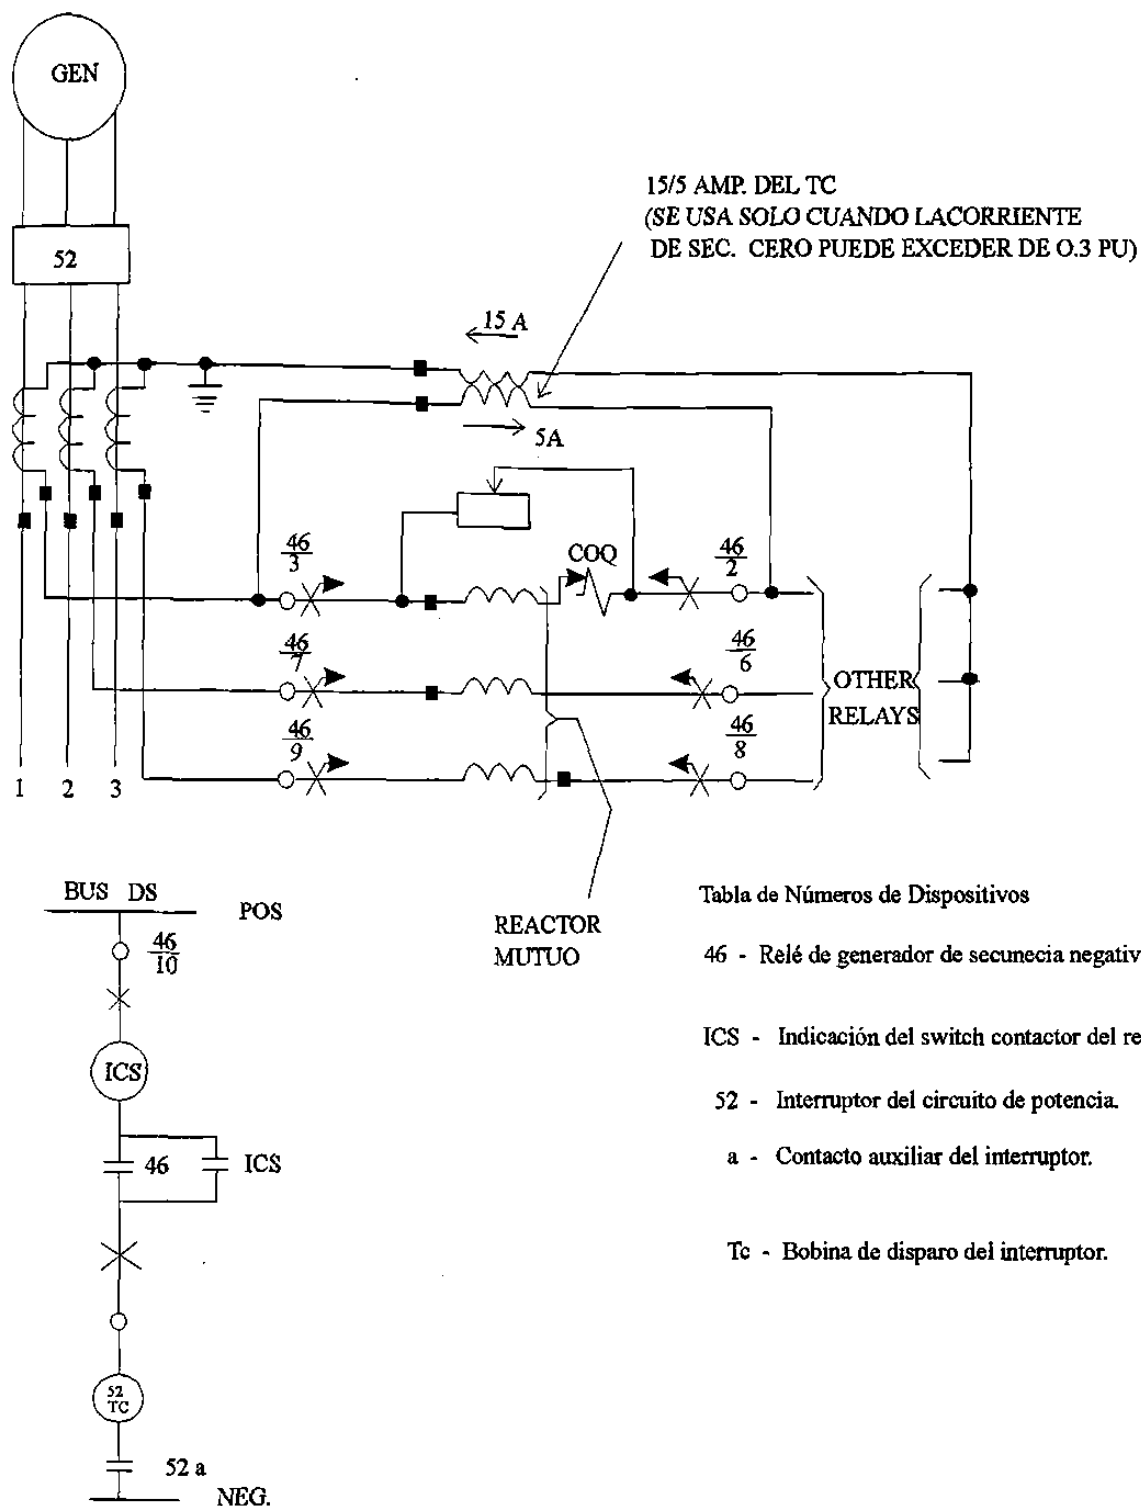 GEN
52
15/5 AMP. DEL TC
(SE USA SOLO CUANDO LACORRIENTE
DE SEC. CERO PUEDE EXCEDER DE O.3 PU)
15 A
5A
46
3
COQ
46
2
46
7
46
6
OTHER
RELAYS
46
9
46
8
1 2 3
REACTOR
MUTUO
BUS DS
POS
46
10
ICS
46
ICS
52
TC
52 a
NEG.
Tabla de Números de Dispositivos
46 - Relé de generador de secunecia negativ
ICS - Indicación del switch contactor del re
52 - Interruptor del circuito de potencia.
a - Contacto auxiliar del interruptor.
Tc - Bobina de disparo del interruptor.